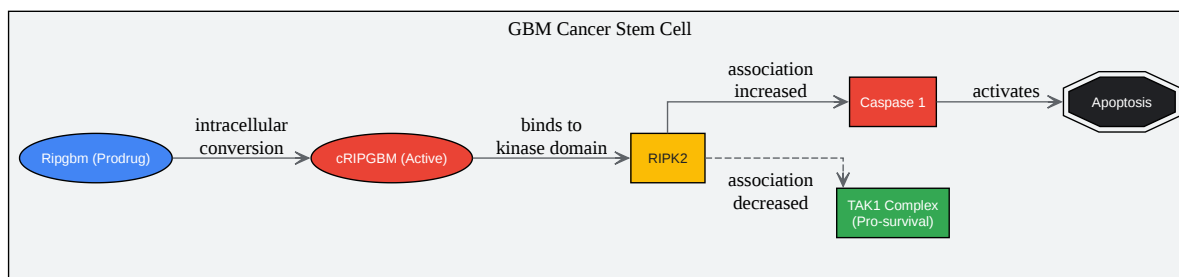 GBM Cancer Stem Cell
Ripgbm (Prodrug)
intracellular
conversion
cRIPGBM (Active)
binds to
kinase domain
RIPK2
association
increased
Caspase 1
activates
Apoptosis
association
decreased
TAK1 Complex
(Pro-survival)